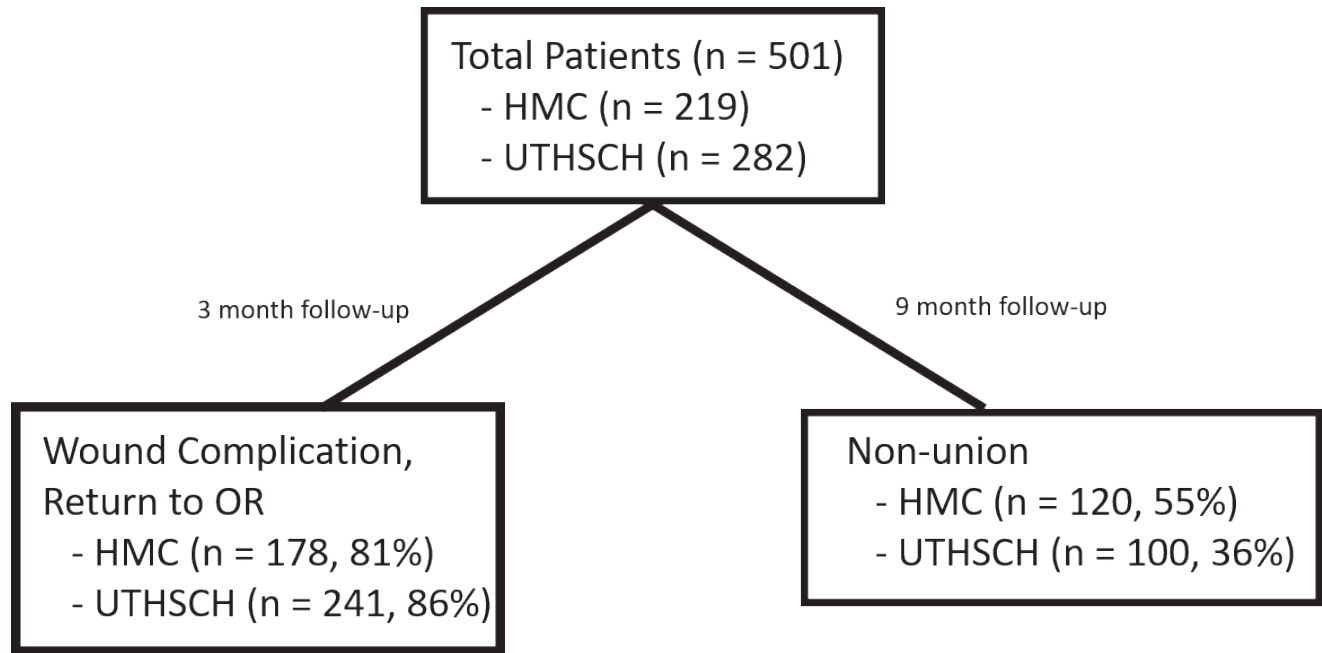 Total Patients (n = 501)
- HMC (n = 219)
- UTHSCH (n = 282)
3 month follow-up
9 month follow-up
Wound Complication,
Return to OR
- HMC (n = 178, 81%)
- UTHSCH (n = 241, 86%)
Non-union
- HMC (n = 120, 55%)
- UTHSCH (n = 100, 36%)